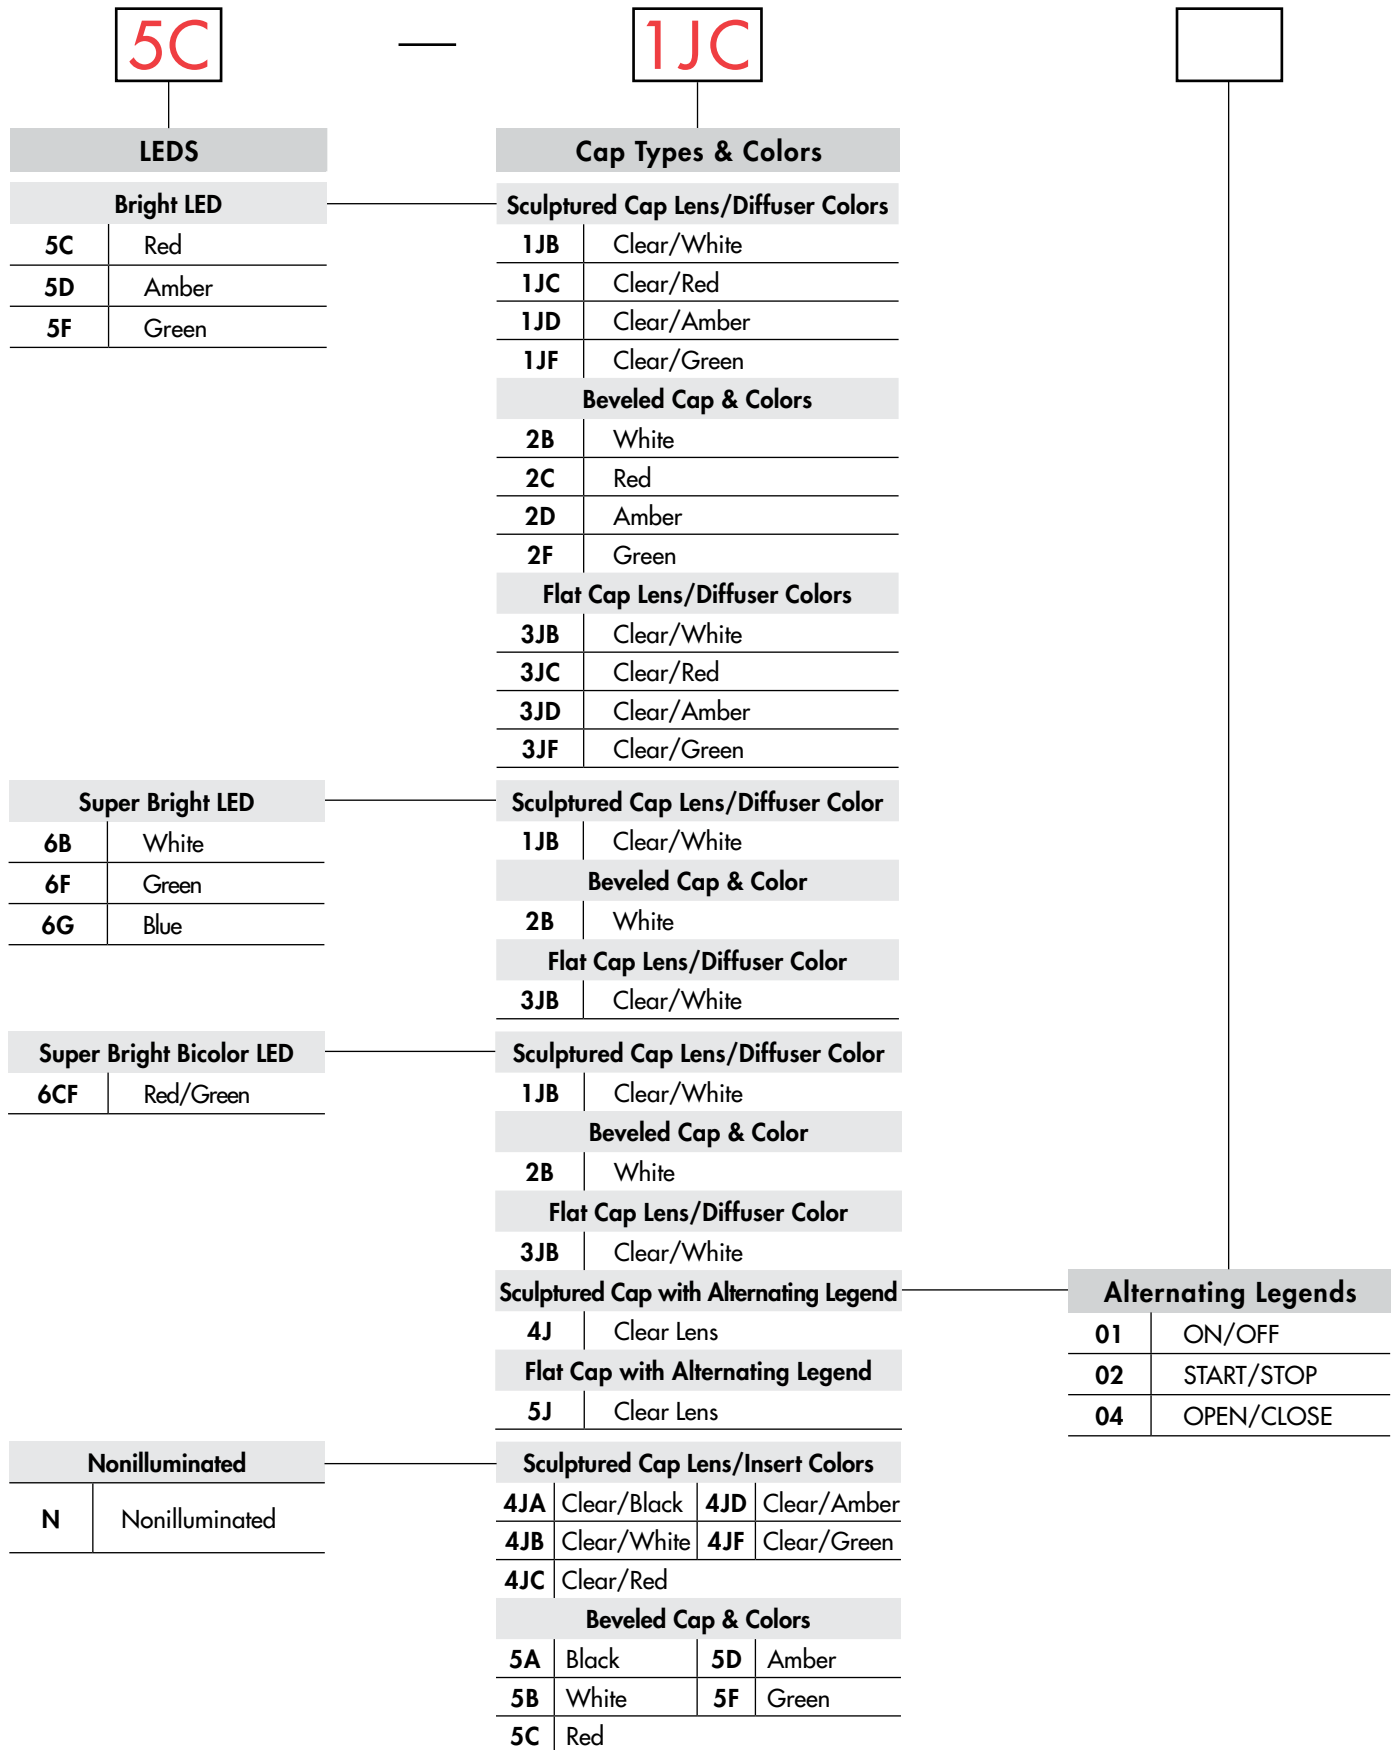 5C — 1JC
LEDS
Bright LED
5C Red
5D Amber
5F Green
Super Bright LED
6B White
6F Green
6G Blue
Super Bright Bicolor LED
6CF Red/Green
Nonilluminated
N Nonilluminated
Cap Types & Colors
Sculptured Cap Lens/Diffuser Colors
1JB Clear/White
1JC Clear/Red
1JD Clear/Amber
1JF Clear/Green
Beveled Cap & Colors
2B White
2C Red
2D Amber
2F Green
Flat Cap Lens/Diffuser Colors
3JB Clear/White
3JC Clear/Red
3JD Clear/Amber
3JF Clear/Green
Sculptured Cap Lens/Diffuser Color
1JB Clear/White
Beveled Cap & Color
2B White
Flat Cap Lens/Diffuser Color
3JB Clear/White
Sculptured Cap Lens/Diffuser Color
1JB Clear/White
Beveled Cap & Color
2B White
Flat Cap Lens/Diffuser Color
3JB Clear/White
Sculptured Cap with Alternating Legend
4J Clear Lens
Flat Cap with Alternating Legend
5J Clear Lens
Sculptured Cap Lens/Insert Colors
4JA Clear/Black 4JD Clear/Amber
4JB Clear/White 4JF Clear/Green
4JC Clear/Red
Beveled Cap & Colors
5A Black 5D Amber
5B White 5F Green
5C Red
Alternating Legends
01 ON/OFF
02 START/STOP
04 OPEN/CLOSE